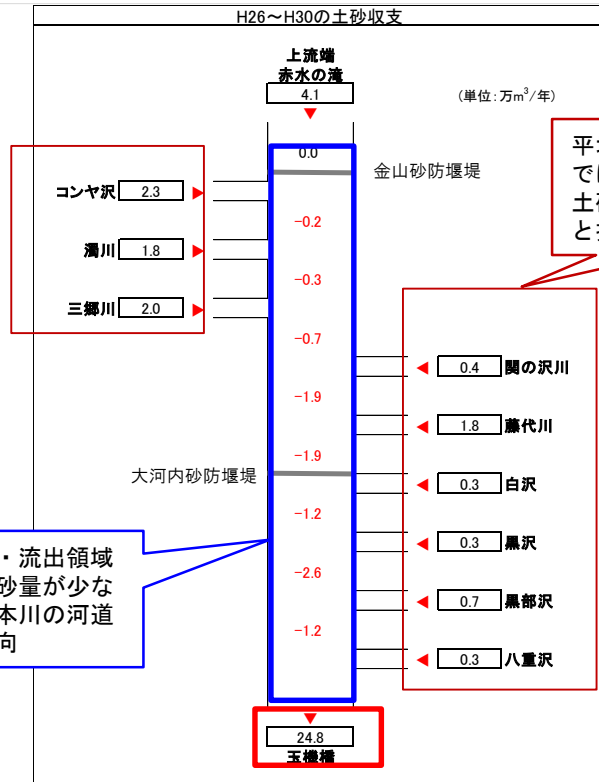 H26～H30の土砂収支
上流端
赤水の滝
4.1
(単位:万m³/年)
0.0
金山砂防堰堤
コンヤ沢 2.3
-0.2
濁川 1.8
-0.3
三郷川 2.0
-0.7
0.4 関の沢川
-1.9
1.8 藤代川
-1.9
大河内砂防堰堤
0.3 白沢
-1.2
0.3 黒沢
-2.6
0.7 黒部沢
-1.2
0.3 八重沢
24.8
玉機橋
では
土砂
・流出領域
砂量が少な
本川の河道
向